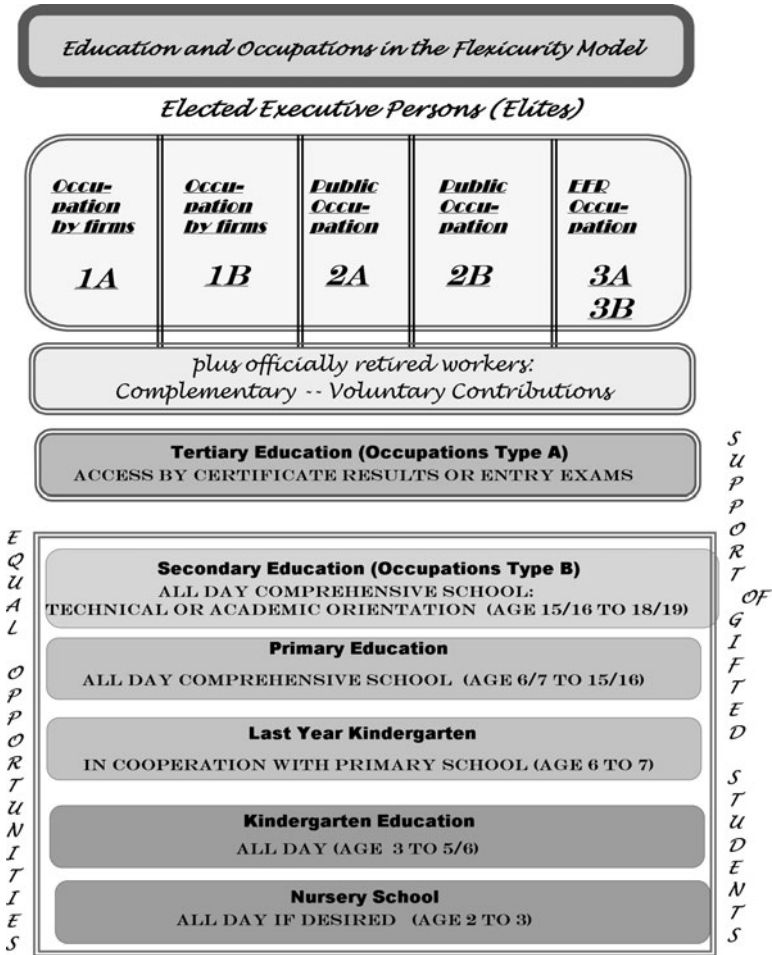 Education and Occupations in the Flexicurity Model
Elected Executive Persons (Elites)
Occu-
pation
by firms
1A
Occu-
pation
by firms
1B
Public
Occu-
pation
2A
Public
Occu-
pation
2B
EFR
Occu-
pation
3A
3B
plus officially retired workers:
Complementary -- Voluntary Contributions
Tertiary Education (Occupations Type A)
ACCESS BY CERTIFICATE RESULTS OR ENTRY EXAMS
Secondary Education (Occupations Type B)
ALL DAY COMPREHENSIVE SCHOOL:
TECHNICAL OR ACADEMIC ORIENTATION (AGE 15/16 TO 18/19)
Primary Education
ALL DAY COMPREHENSIVE SCHOOL (AGE 6/7 TO 15/16)
Last Year Kindergarten
IN COOPERATION WITH PRIMARY SCHOOL (AGE 6 TO 7)
Kindergarten Education
ALL DAY (AGE 3 TO 5/6)
Nursery School
ALL DAY IF DESIRED (AGE 2 TO 3)
EQUAL OPPORTUNITIES
SUPPORT OF GIFTED STUDENTS